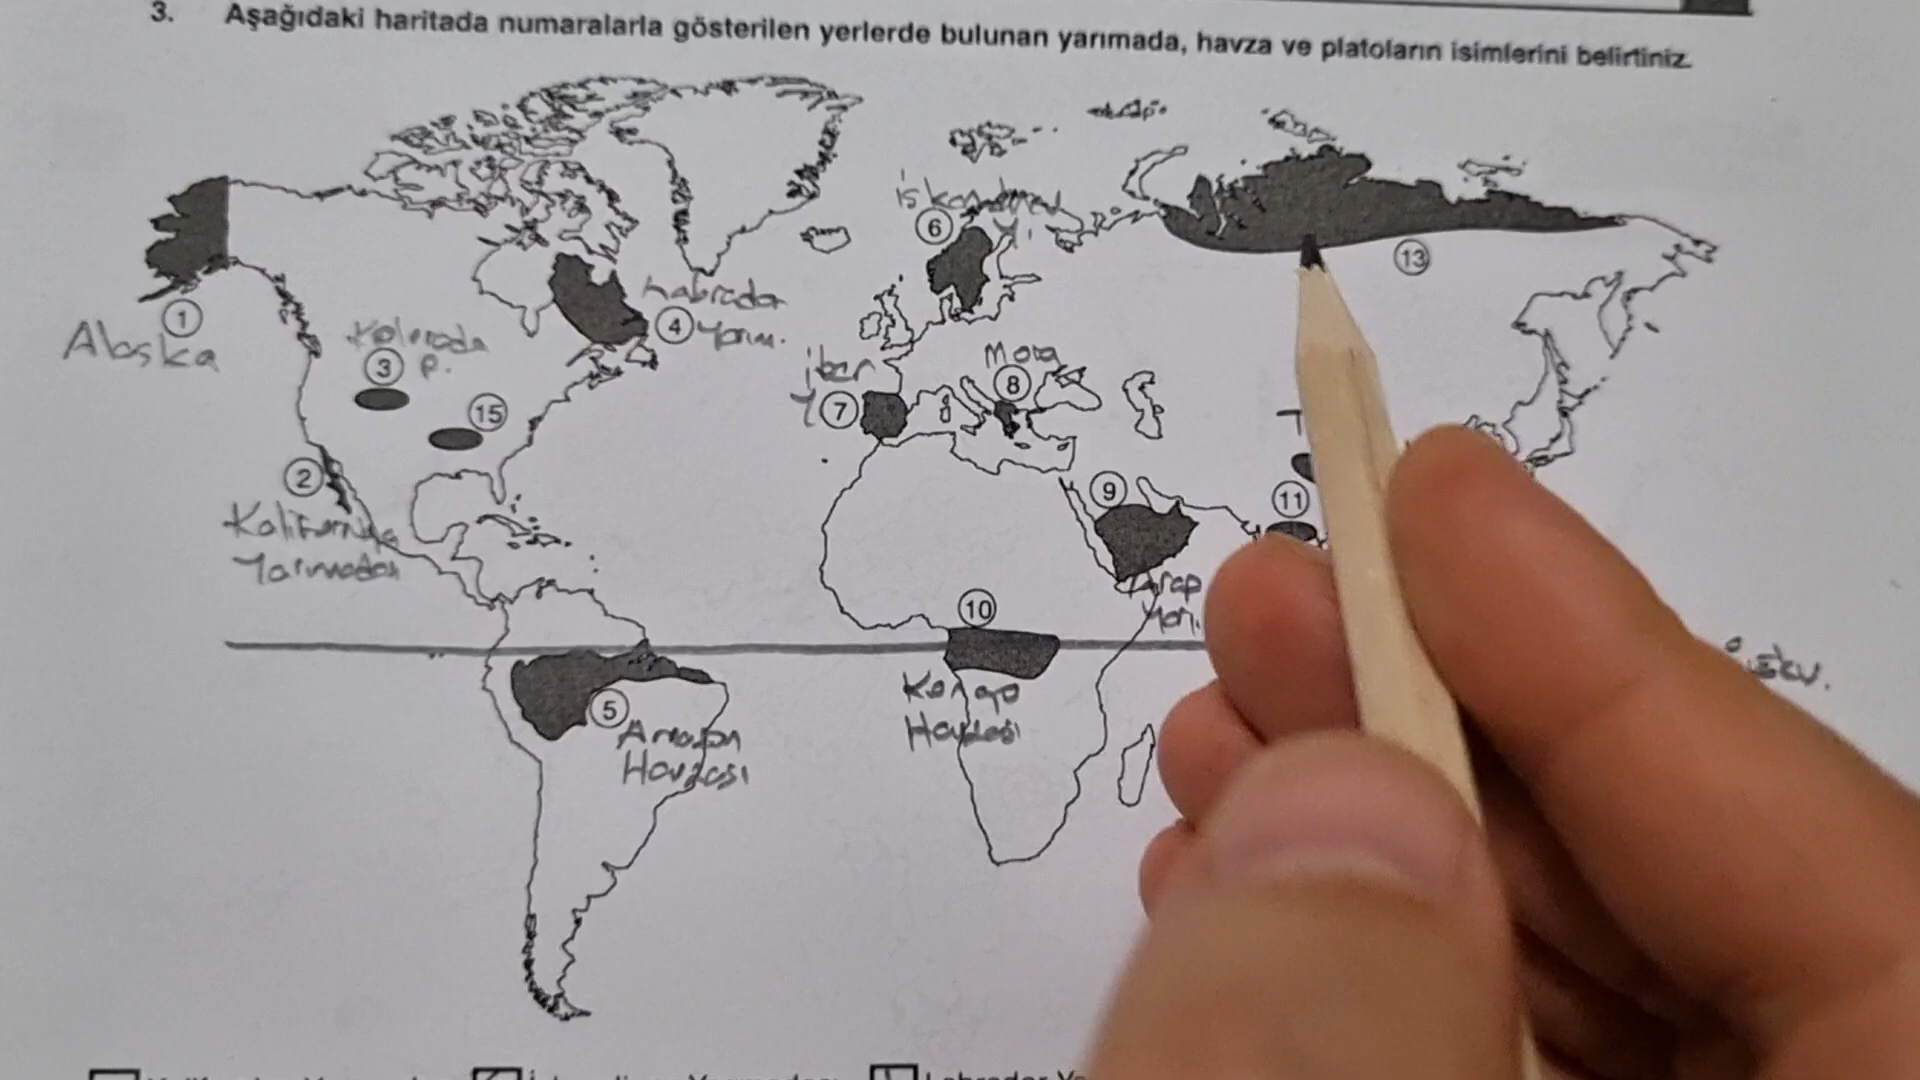 3. Aşağıdaki haritada numaralarla gösterilen yerlerde bulunan yarımada, havza ve platoların isimlerini belirtiniz.
6
13
1
Alaska
Labrador
4 Yarım.
Kolorado
3 P.
15
iber
Y 7
Mora
8
2
Kaliforniya
Yarımadası
9
11
T
Arap
Yarı.
10
Kongo
Havzası
5
Amazon
Havzası